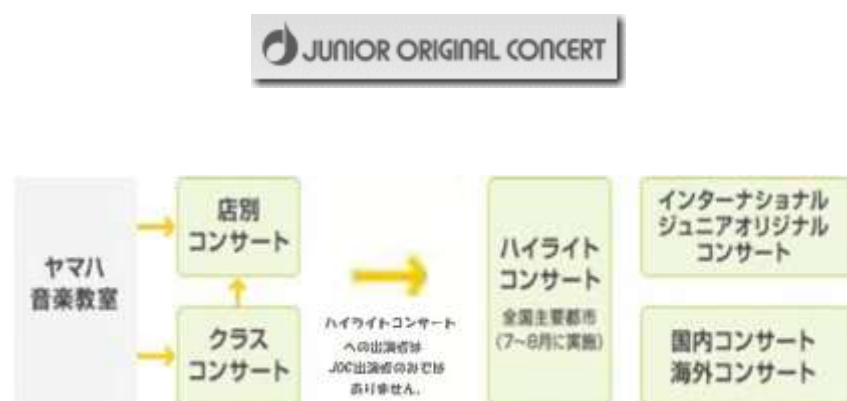 JUNIOR ORIGINAL CONCERT
ヤマハ
音楽教室
店別
コンサート
クラス
コンサート
ハイライトコンサート
への出演者は
JOC出演者のみでは
ありません。
ハイライト
コンサート
全国主要都市
(7~8月に実施)
インターナショナル
ジュニアオリジナル
コンサート
国内コンサート
海外コンサート